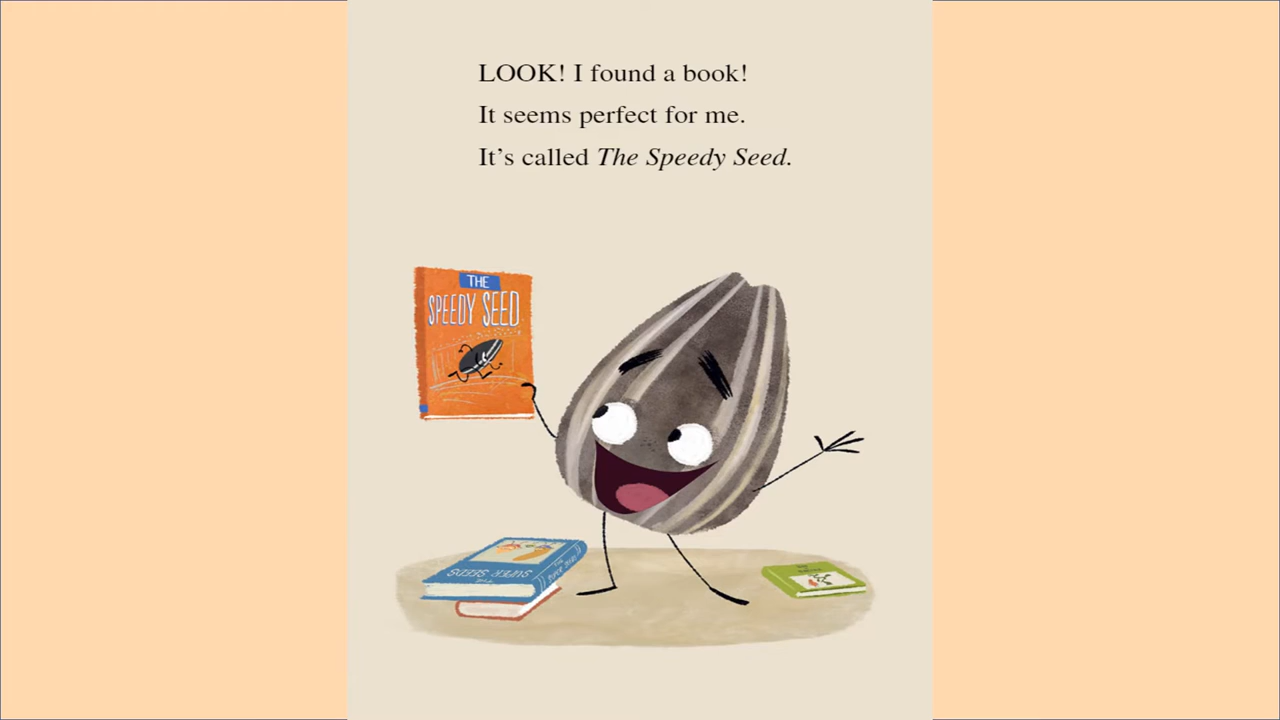 LOOK! I found a book!
It seems perfect for me.
It’s called The Speedy Seed.
THE
SPEEDY SEED
THE
SUPER SEEDS